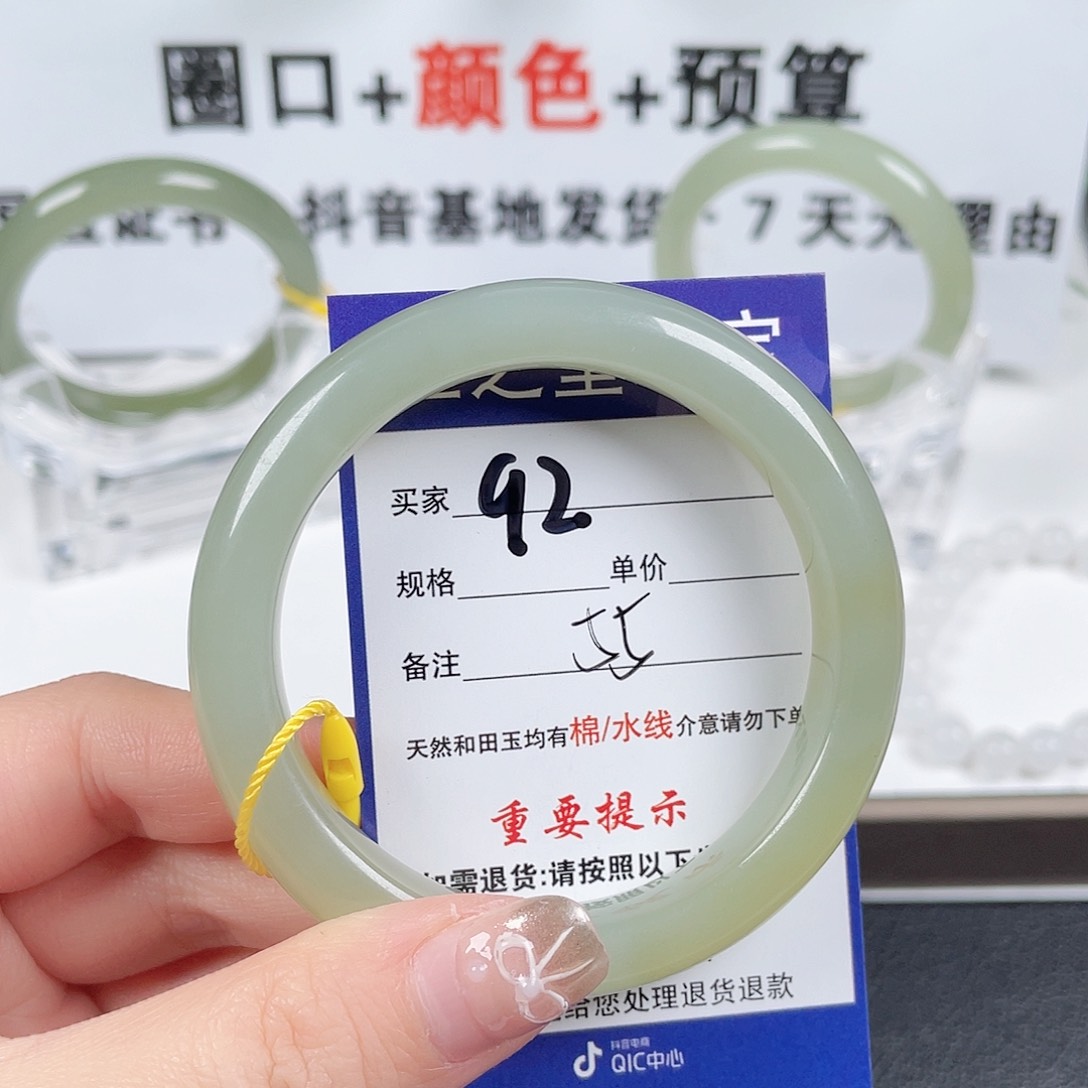 圈口+颜色+预算
证书 抖音基地发货 · 7天无理由
之
买家 92
规格 单价
备注
天然和田玉均有棉/水线介意请勿下单
重要提示
如需退货:请按照以下
给您处理退货退款
抖音电商
QIC中心